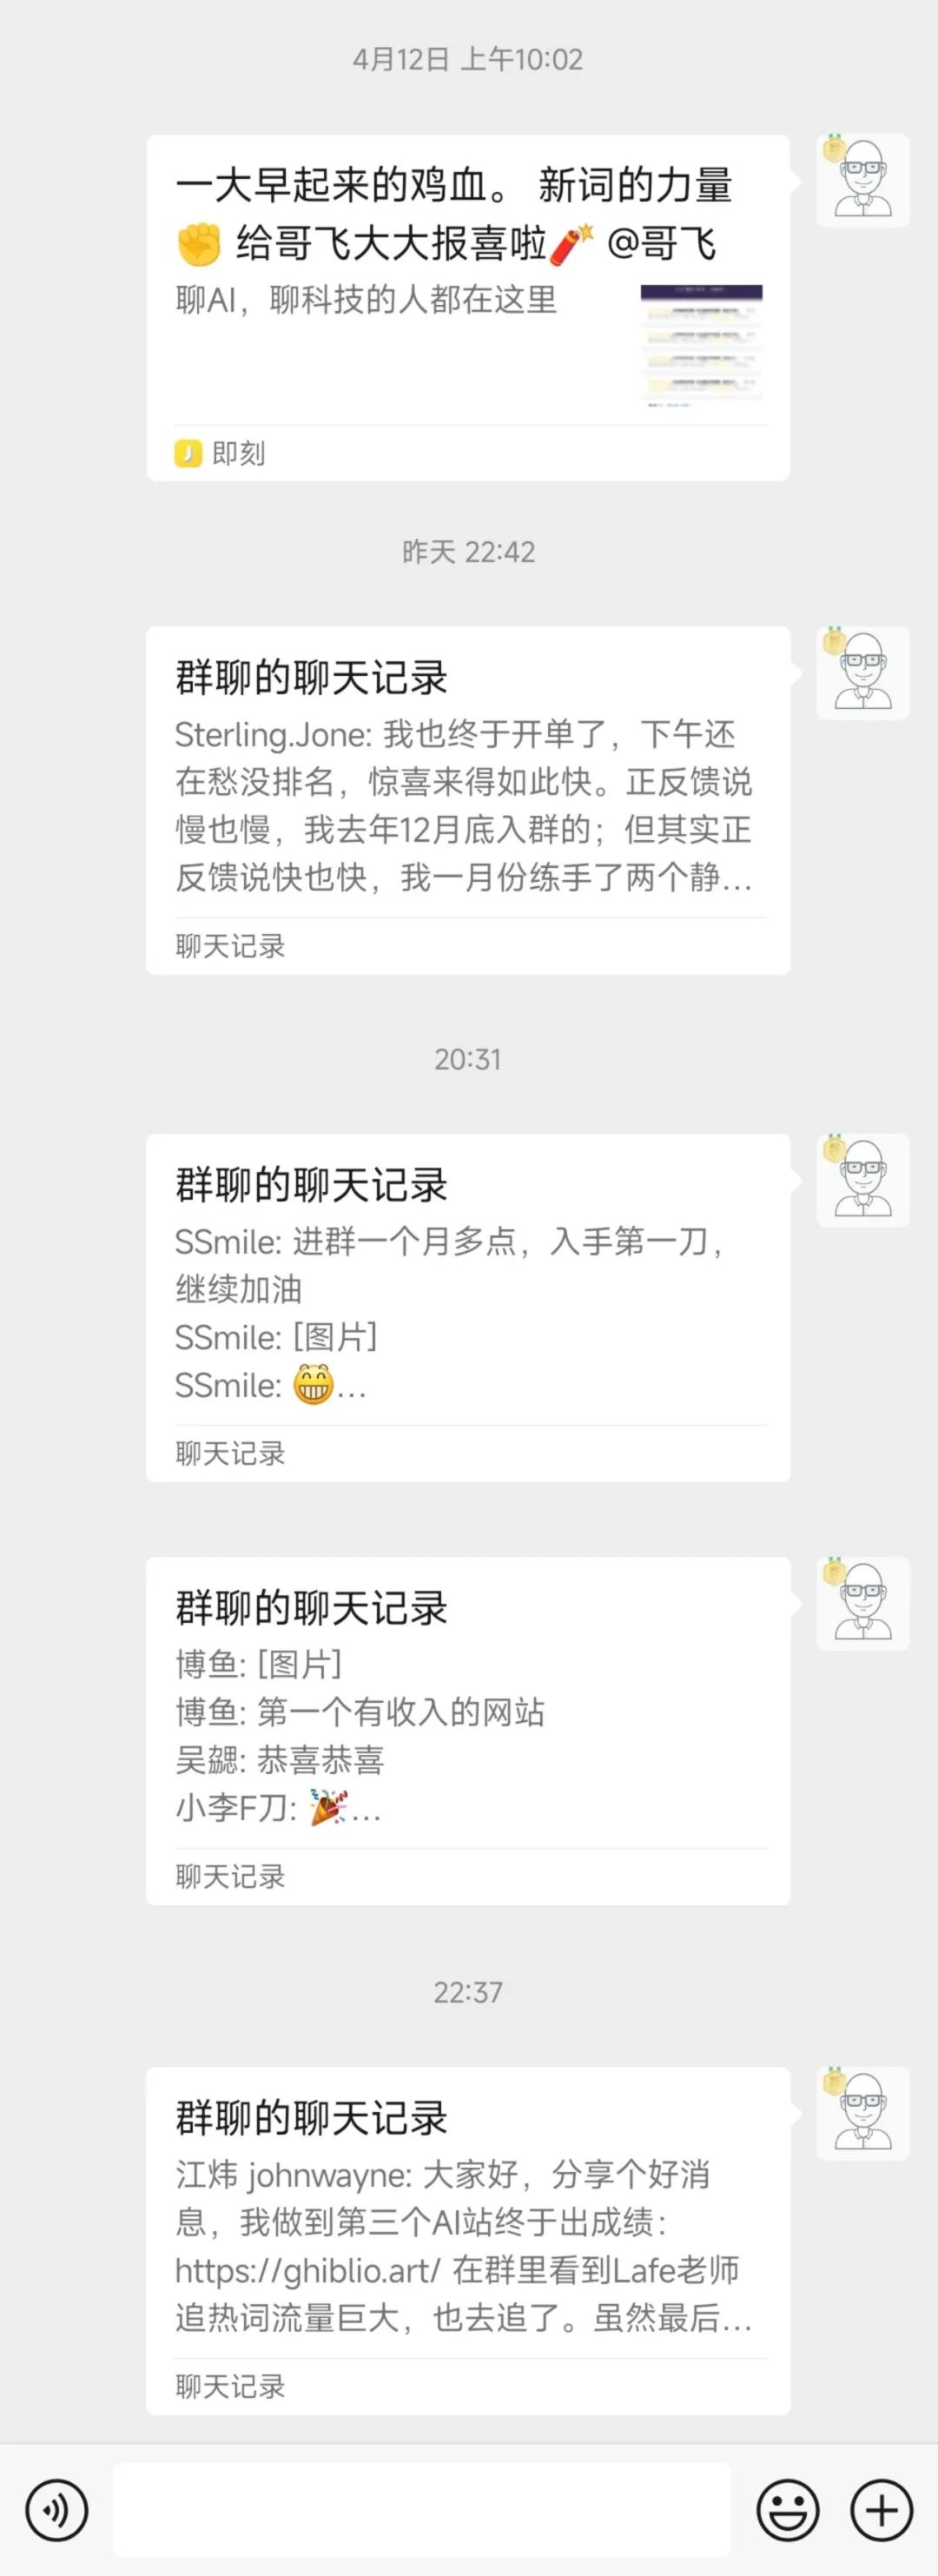 4月12日 上午10:02
一大早起来的鸡血。 新词的力量
✊ 给哥飞大大报喜啦🧨 @哥飞
聊AI，聊科技的人都在这里
即刻
昨天 22:42
群聊的聊天记录
Sterling.Jone: 我也终于开单了，下午还
在愁没排名，惊喜来得如此快。正反馈说
慢也慢，我去年12月底入群的；但其实正
反馈说快也快，我一月份练手了两个静...
聊天记录
20:31
群聊的聊天记录
SSmile: 进群一个月多点，入手第一刀，
继续加油
SSmile: [图片]
SSmile: 😁...
聊天记录
群聊的聊天记录
博鱼: [图片]
博鱼: 第一个有收入的网站
吴勰: 恭喜恭喜
小李F刀: 🎉...
聊天记录
22:37
群聊的聊天记录
江炜 johnwayne: 大家好，分享个好消
息，我做到第三个AI站终于出成绩：
https://ghiblio.art/ 在群里看到Lafe老师
追热词流量巨大，也去追了。虽然最后...
聊天记录